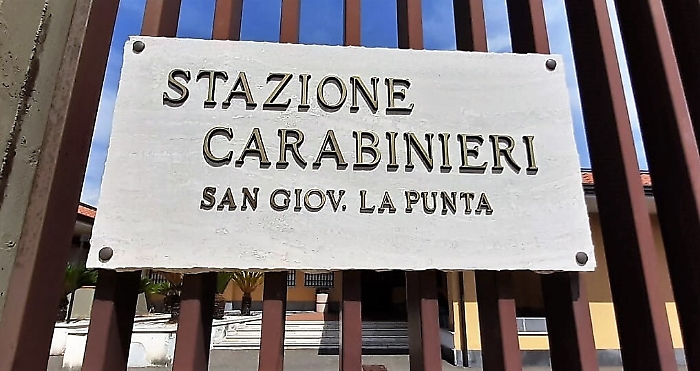 STAZIONE
CARABINIERI
SAN GIOV. LA PUNTA